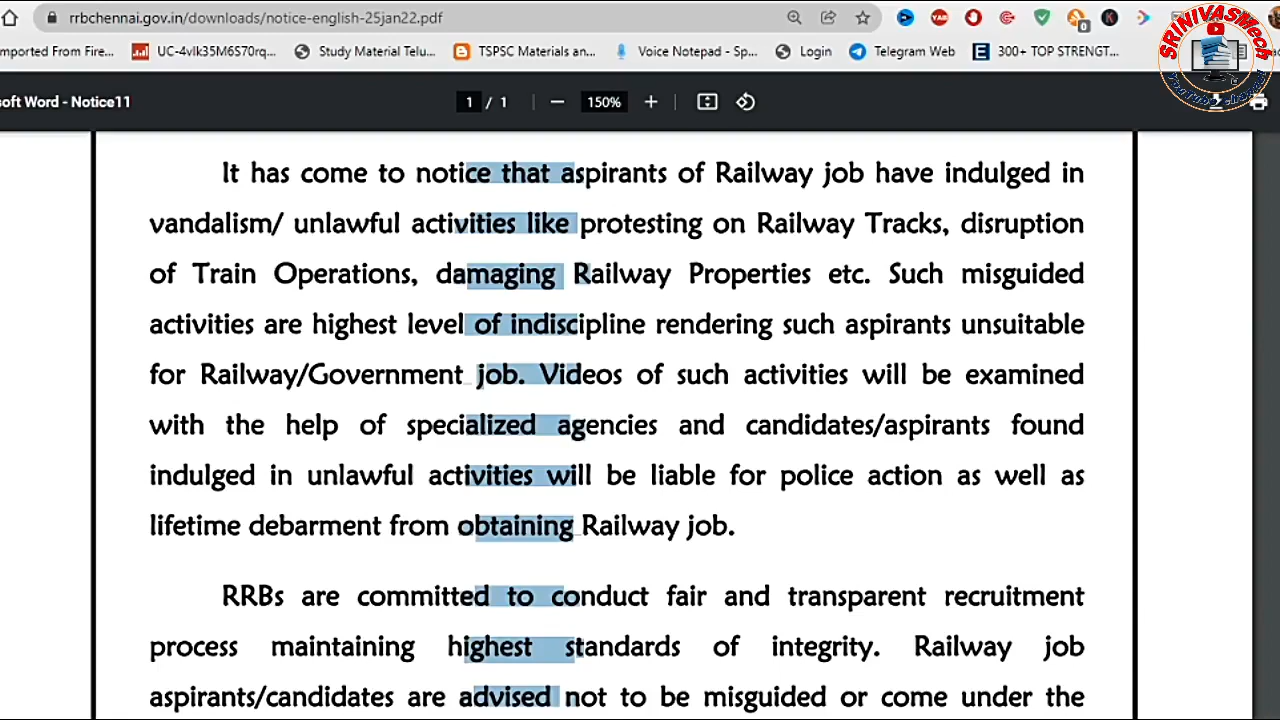 rrbchennai.gov.in/downloads/notice-english-25jan22.pdf
mported From Fire... UC-4vlk35M6S70rq... Study Material Telu... TSPSC Materials an... Voice Notepad - Sp... Login Telegram Web 300+ TOP STRENGT...
SRINIVASMech
YouTube Channel
soft Word - Notice11 1 / 1 150%
It has come to notice that aspirants of Railway job have indulged in
vandalism/ unlawful activities like protesting on Railway Tracks, disruption
of Train Operations, damaging Railway Properties etc. Such misguided
activities are highest level of indiscipline rendering such aspirants unsuitable
for Railway/Government job. Videos of such activities will be examined
with the help of specialized agencies and candidates/aspirants found
indulged in unlawful activities will be liable for police action as well as
lifetime debarment from obtaining Railway job.
RRBs are committed to conduct fair and transparent recruitment
process maintaining highest standards of integrity. Railway job
aspirants/candidates are advised not to be misguided or come under the